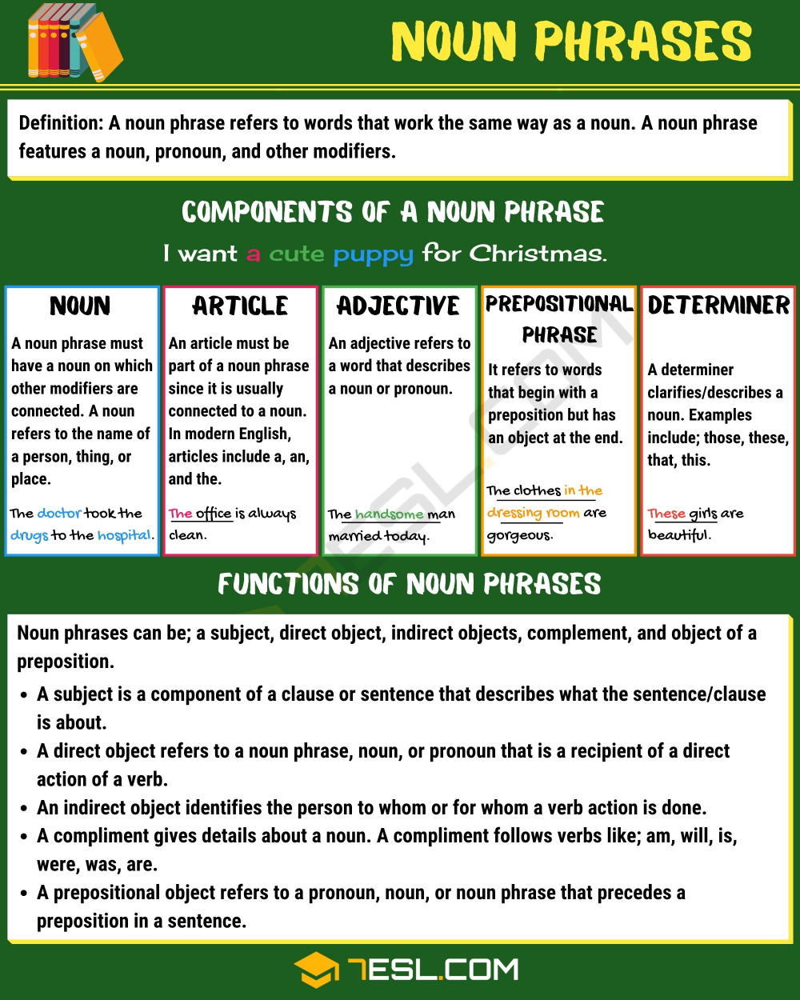 NOUN PHRASES
Definition: A noun phrase refers to words that work the same way as a noun. A noun phrase
features a noun, pronoun, and other modifiers.
COMPONENTS OF A NOUN PHRASE
I want a cute puppy for Christmas.
NOUN
A noun phrase must
have a noun on which
other modifiers are
connected. A noun
refers to the name of
a person, thing, or
place.
The doctor took the
drugs to the hospital.
ARTICLE
An article must be
part of a noun phrase
since it is usually
connected to a noun.
In modern English,
articles include a, an,
and the.
The office is always
clean.
ADJECTIVE
An adjective refers to
a word that describes
a noun or pronoun.
The handsome man
married today.
PREPOSITIONAL
PHRASE
It refers to words
that begin with a
preposition but has
an object at the end.
The clothes in the
dressing room are
gorgeous.
DETERMINER
A determiner
clarifies/describes a
noun. Examples
include; those, these,
that, this.
These girls are
beautiful.
7ESL.COM
FUNCTIONS OF NOUN PHRASES
Noun phrases can be; a subject, direct object, indirect objects, complement, and object of a
preposition.
• A subject is a component of a clause or sentence that describes what the sentence/clause
is about.
• A direct object refers to a noun phrase, noun, or pronoun that is a recipient of a direct
action of a verb.
• An indirect object identifies the person to whom or for whom a verb action is done.
• A compliment gives details about a noun. A compliment follows verbs like; am, will, is,
were, was, are.
• A prepositional object refers to a pronoun, noun, or noun phrase that precedes a
preposition in a sentence.
7ESL.COM